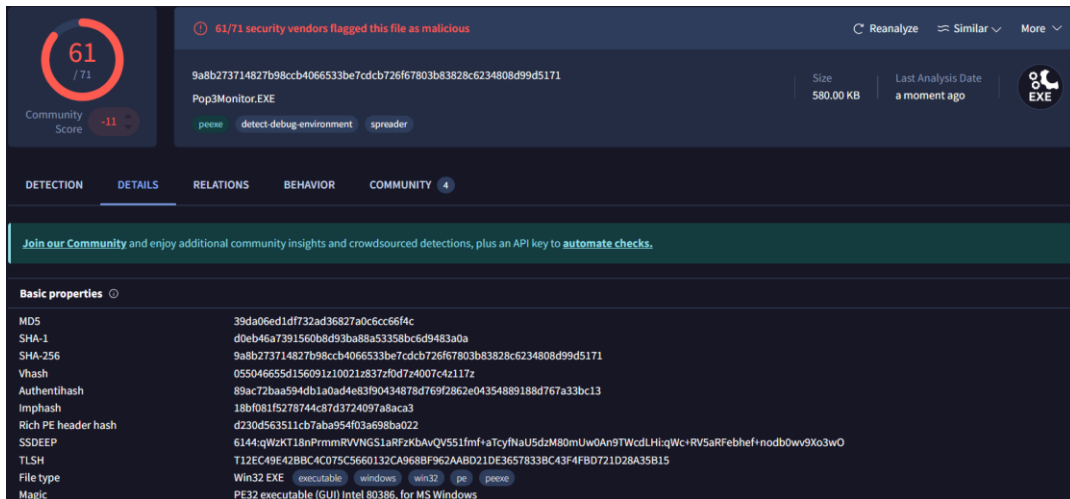 61
/ 71
Community
Score
-11
61/71 security vendors flagged this file as malicious
Reanalyze
Similar
More
9a8b273714827b98ccb4066533be7cdcb726f67803b83828c6234808d99d5171
Pop3Monitor.EXE
peexe detect-debug-environment spreader
Size
580.00 KB
Last Analysis Date
a moment ago
EXE
DETECTION DETAILS RELATIONS BEHAVIOR COMMUNITY 4
Join our Community and enjoy additional community insights and crowdsourced detections, plus an API key to automate checks.
Basic properties
MD5 39da06ed1df732ad36827a0c6cc66f4c
SHA-1 d0eb46a7391560b8d93ba88a53358bc6d9483a0a
SHA-256 9a8b273714827b98ccb4066533be7cdcb726f67803b83828c6234808d99d5171
Vhash 055046655d156091z10021z837zf0d7z4007c4z117z
Authentihash 89ac72baa594db1a0ad4e83f90434878d769f2862e04354889188d767a33bc13
Imphash 18bf081f5278744c87d3724097a8aca3
Rich PE header hash d230d563511cb7aba954f03a698ba022
SSDEEP 6144:qWzKT18nPrmmRVVNGS1aRFzKbAvQV551fmf+aTcyfNaU5dzM80mUw0An9TWcdLHi:qWc+RV5aRFebhef+nodb0wv9Xo3wO
TLSH T12EC49E42BBC4C075C5660132CA968BF962AABD21DE3657833BC43F4FBD721D28A35B15
File type Win32 EXE executable windows win32 pe peexe
Magic PE32 executable (GUI) Intel 80386, for MS Windows